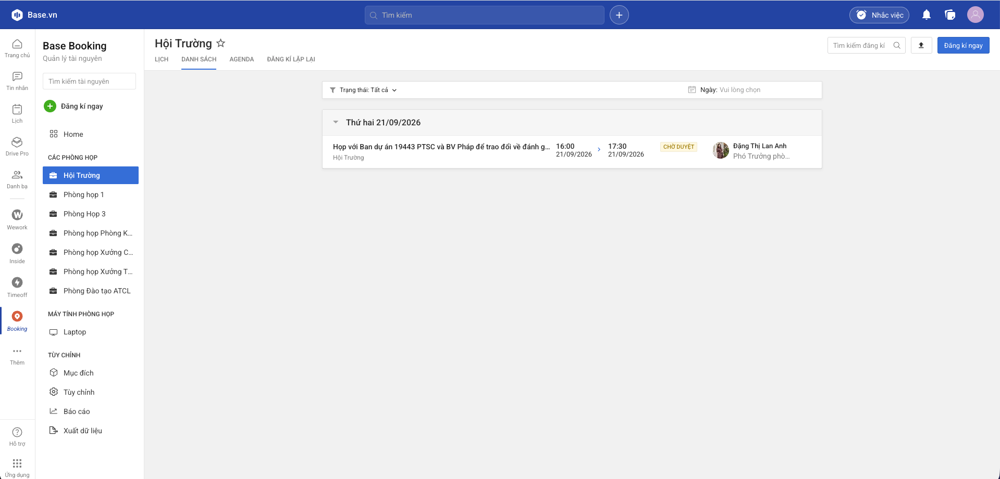 Base.vn
Tìm kiếm
Nhắc việc
Trang chủ
Tin nhắn
Lịch
Drive Pro
Danh bạ
Wework
Inside
Timeoff
Booking
Thêm
Hỗ trợ
Ứng dụng
Base Booking
Quản lý tài nguyên
Tìm kiếm tài nguyên
Đăng kí ngay
Home
CÁC PHÒNG HỌP
Hội Trường
Phòng họp 1
Phòng Họp 3
Phòng họp Phòng K...
Phòng họp Xưởng C...
Phòng họp Xưởng T...
Phòng Đào tạo ATCL
MÁY TÍNH PHÒNG HỌP
Laptop
TÙY CHỈNH
Mục đích
Tùy chỉnh
Báo cáo
Xuất dữ liệu
Hội Trường
LỊCH DANH SÁCH AGENDA ĐĂNG KÍ LẶP LẠI
Tìm kiếm đăng kí
Đăng kí ngay
Trạng thái: Tất cả
Ngày: Vui lòng chọn
Thứ hai 21/09/2026
Họp với Ban dự án 19443 PTSC và BV Pháp để trao đổi về đánh g...
Hội Trường
16:00
21/09/2026
17:30
21/09/2026
CHỜ DUYỆT
Đặng Thị Lan Anh
Phó Trưởng phò...